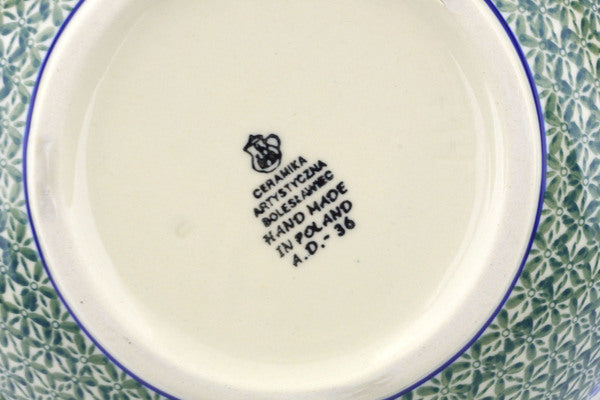 CERAMIKA
ARTYSTYCZNA
BOLESŁAWIEC
HAND MADE
IN POLAND
A.D.- 36